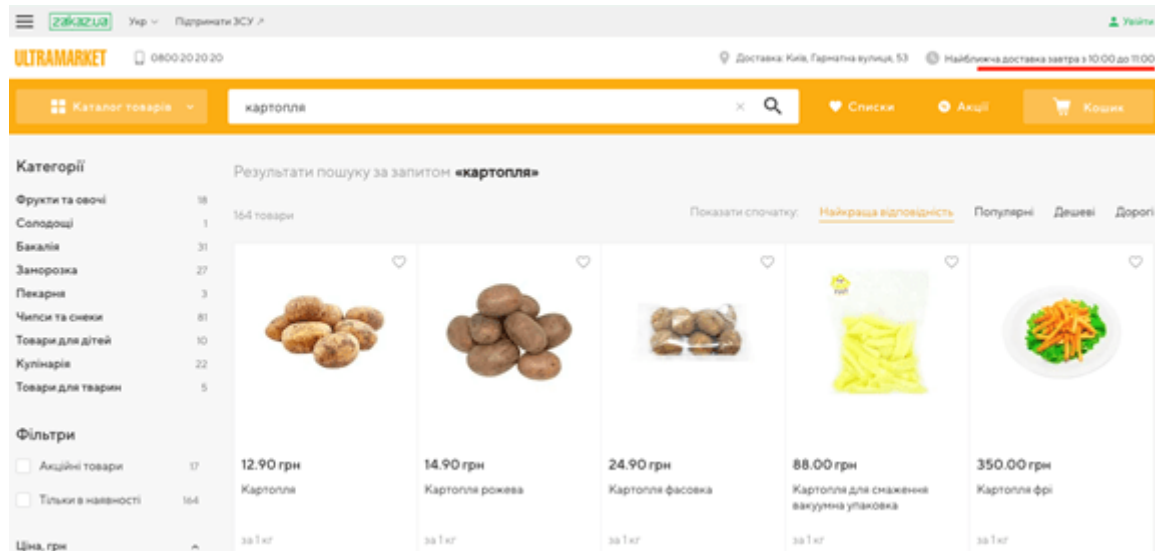 zakaz.ua Укр Підтримати ЗСУ ↗ Увійти
ULTRAMARKET 0800 20 20 20 Доставка: Київ, Гарматна вулиця, 53 Найближча доставка завтра з 10:00 до 11:00
Каталог товарів картопля × Списки Акції Кошик
Категорії
Фрукти та овочі 18
Солодощі 1
Бакалія 31
Заморозка 27
Пекарня 3
Чипси та снеки 81
Товари для дітей 10
Кулінарія 22
Товари для тварин 5
Фільтри
Акційні товари 17
Тільки в наявності 164
Ціна, грн
Результати пошуку за запитом «картопля»
164 товари Показати спочатку: Найкраща відповідність Популярні Дешеві Дорогі
12.90 грн
Картопля
за 1 кг
14.90 грн
Картопля рожева
за 1 кг
24.90 грн
Картопля фасовка
за 1 кг
88.00 грн
Картопля для смаження
вакуумна упаковка
за 1 кг
350.00 грн
Картопля фрі
за 1 кг